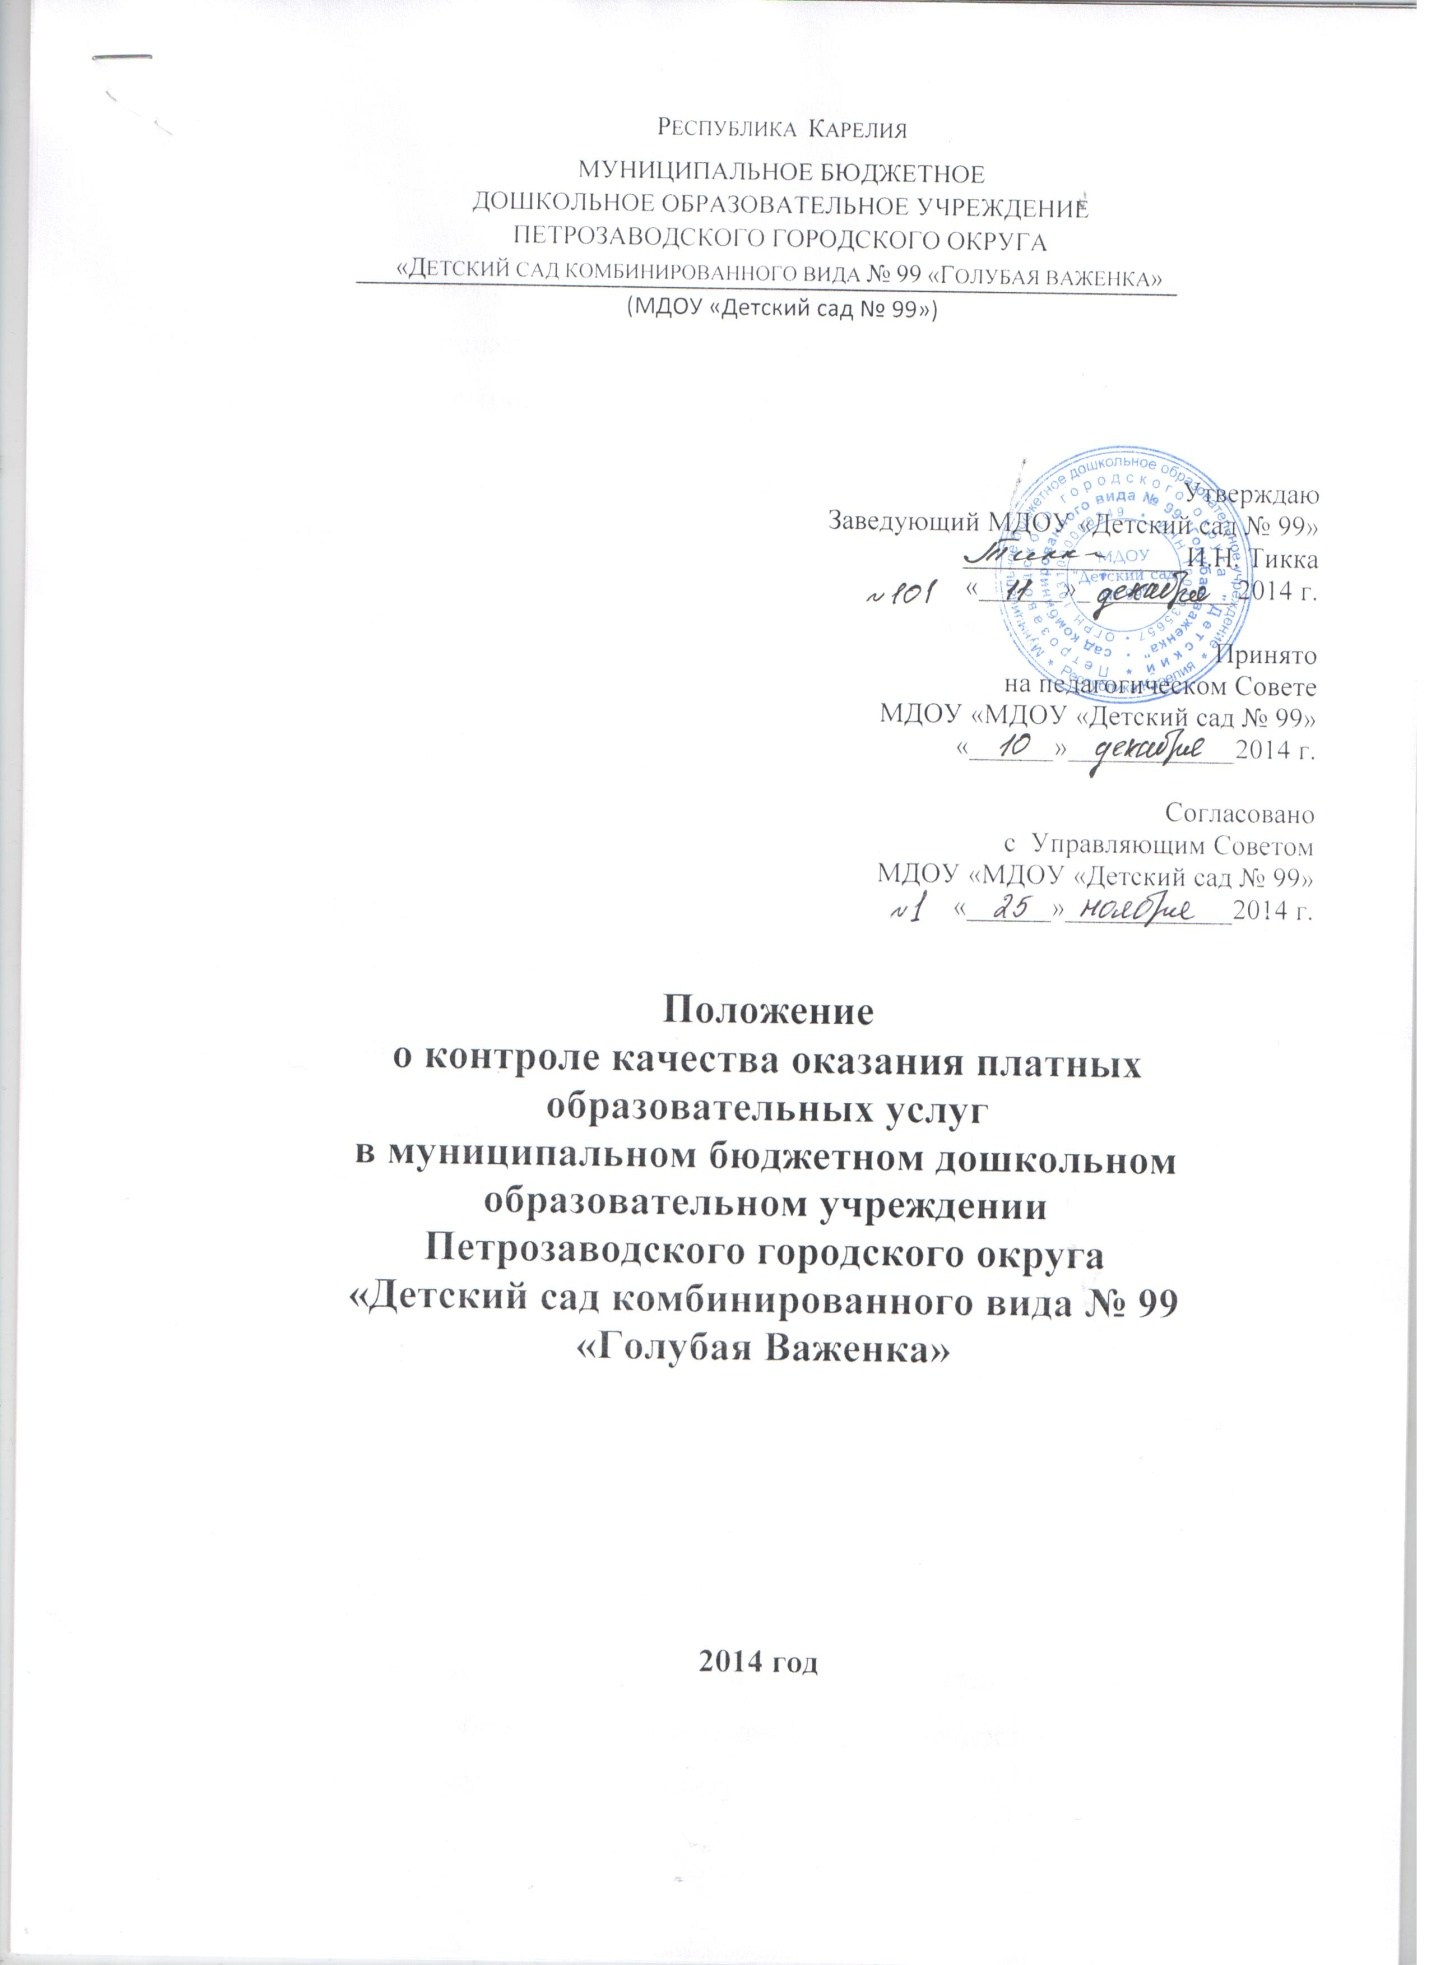 Республика Карелия
МУНИЦИПАЛЬНОЕ БЮДЖЕТНОЕ
ДОШКОЛЬНОЕ ОБРАЗОВАТЕЛЬНОЕ УЧРЕЖДЕНИЕ
ПЕТРОЗАВОДСКОГО ГОРОДСКОГО ОКРУГА
«Детский сад комбинированного вида № 99 «Голубая важенка»
(МДОУ «Детский сад № 99»)
Утверждаю
Заведующий МДОУ «Детский сад № 99»
Тикк И.Н. Тикка
№101 «11» декабря 2014 г.
МДОУ
"Детский сад
Принято
на педагогическом Совете
МДОУ «МДОУ «Детский сад № 99»
«10» декабря 2014 г.
Согласовано
с Управляющим Советом
МДОУ «МДОУ «Детский сад № 99»
№1 «25» ноября 2014 г.
Положение
о контроле качества оказания платных
образовательных услуг
в муниципальном бюджетном дошкольном
образовательном учреждении
Петрозаводского городского округа
«Детский сад комбинированного вида № 99
«Голубая Важенка»
2014 год